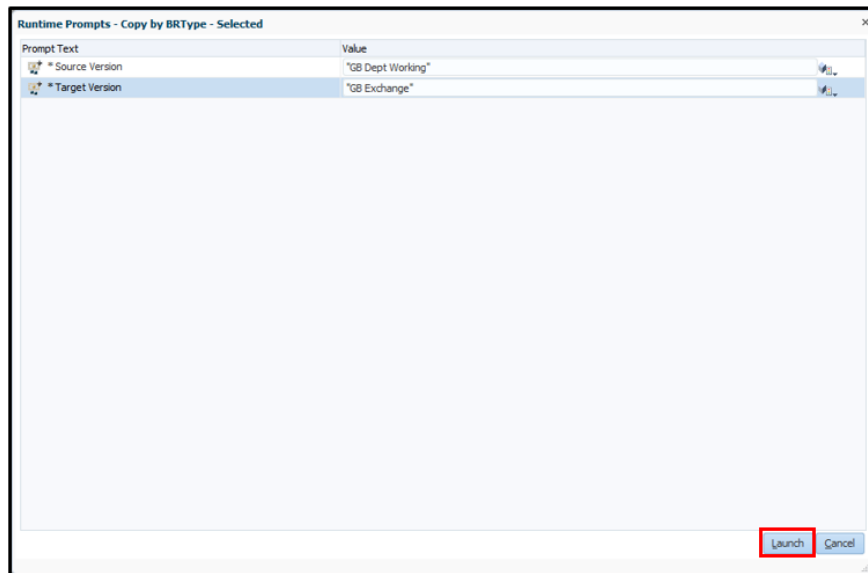 Runtime Prompts - Copy by BRType - Selected
Prompt Text Value
* Source Version "GB Dept Working"
* Target Version "GB Exchange"
Launch Cancel